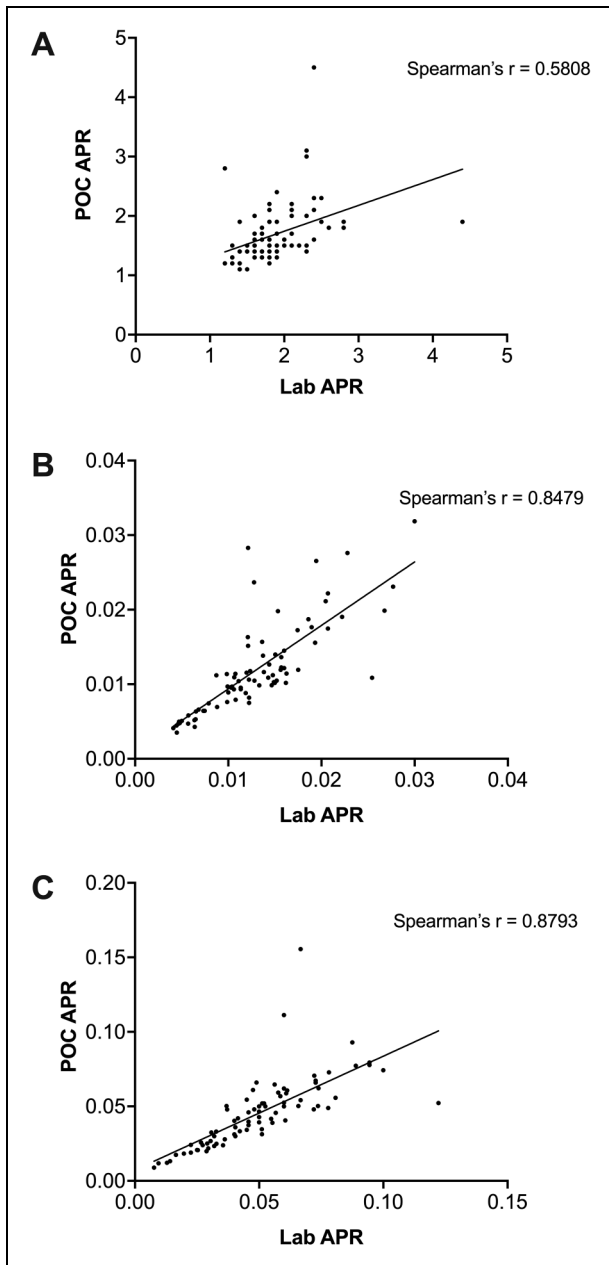 A
Spearman's r = 0.5808
POC APR
5
4
3
2
1
0
0 1 2 3 4 5
Lab APR
B
Spearman's r = 0.8479
POC APR
0.04
0.03
0.02
0.01
0.00
0.00 0.01 0.02 0.03 0.04
Lab APR
C
Spearman's r = 0.8793
POC APR
0.20
0.15
0.10
0.05
0.00
0.00 0.05 0.10 0.15
Lab APR